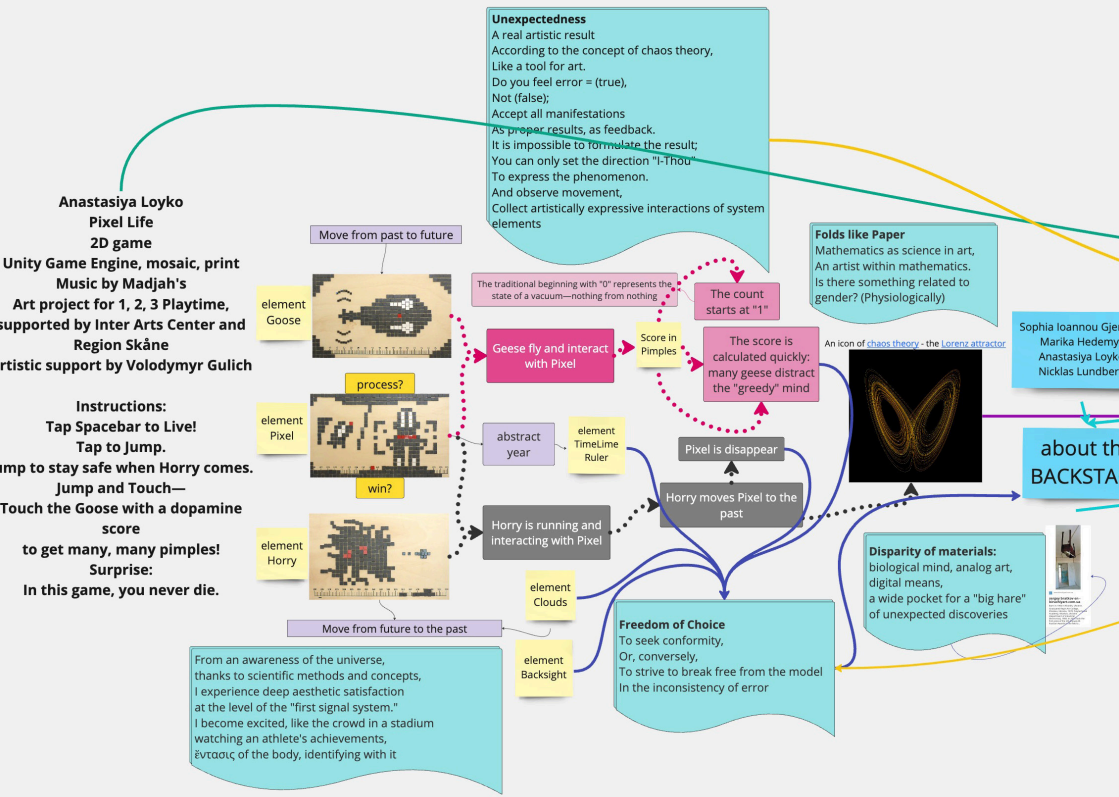 Unexpectedness
A real artistic result
According to the concept of chaos theory,
Like a tool for art.
Do you feel error = (true),
Not (false);
Accept all manifestations
As proper results, as feedback.
It is impossible to formulate the result;
You can only set the direction "I-Thou"
To express the phenomenon.
And observe movement,
Collect artistically expressive interactions of system
elements
Anastasiya Loyko
Pixel Life
2D game
Unity Game Engine, mosaic, print
Music by Madjah's
Art project for 1, 2, 3 Playtime,
supported by Inter Arts Center and
Region Skåne
rtistic support by Volodymyr Gulich
Instructions:
Tap Spacebar to Live!
Tap to Jump.
ump to stay safe when Horry comes.
Jump and Touch—
Touch the Goose with a dopamine
score
to get many, many pimples!
Surprise:
In this game, you never die.
Move from past to future
element
Goose
process?
element
Pixel
win?
element
Horry
Move from future to the past
The traditional beginning with "0" represents the
state of a vacuum—nothing from nothing
The count
starts at "1"
Geese fly and interact
with Pixel
Score in
Pimples
The score is
calculated quickly:
many geese distract
the "greedy" mind
abstract
year
element
TimeLime
Ruler
Pixel is disappear
Horry moves Pixel to the
past
Horry is running and
interacting with Pixel
element
Clouds
element
Backsight
Folds like Paper
Mathematics as science in art,
An artist within mathematics.
Is there something related to
gender? (Physiologically)
An icon of chaos theory - the Lorenz attractor
Sophia Ioannou Gje
Marika Hedemy
Anastasiya Loyk
Nicklas Lundber
about th
BACKSTA
Disparity of materials:
biological mind, analog art,
digital means,
a wide pocket for a "big hare"
of unexpected discoveries
Freedom of Choice
To seek conformity,
Or, conversely,
To strive to break free from the model
In the inconsistency of error
From an awareness of the universe,
thanks to scientific methods and concepts,
I experience deep aesthetic satisfaction
at the level of the "first signal system."
I become excited, like the crowd in a stadium
watching an athlete's achievements,
ἔντασις of the body, identifying with it